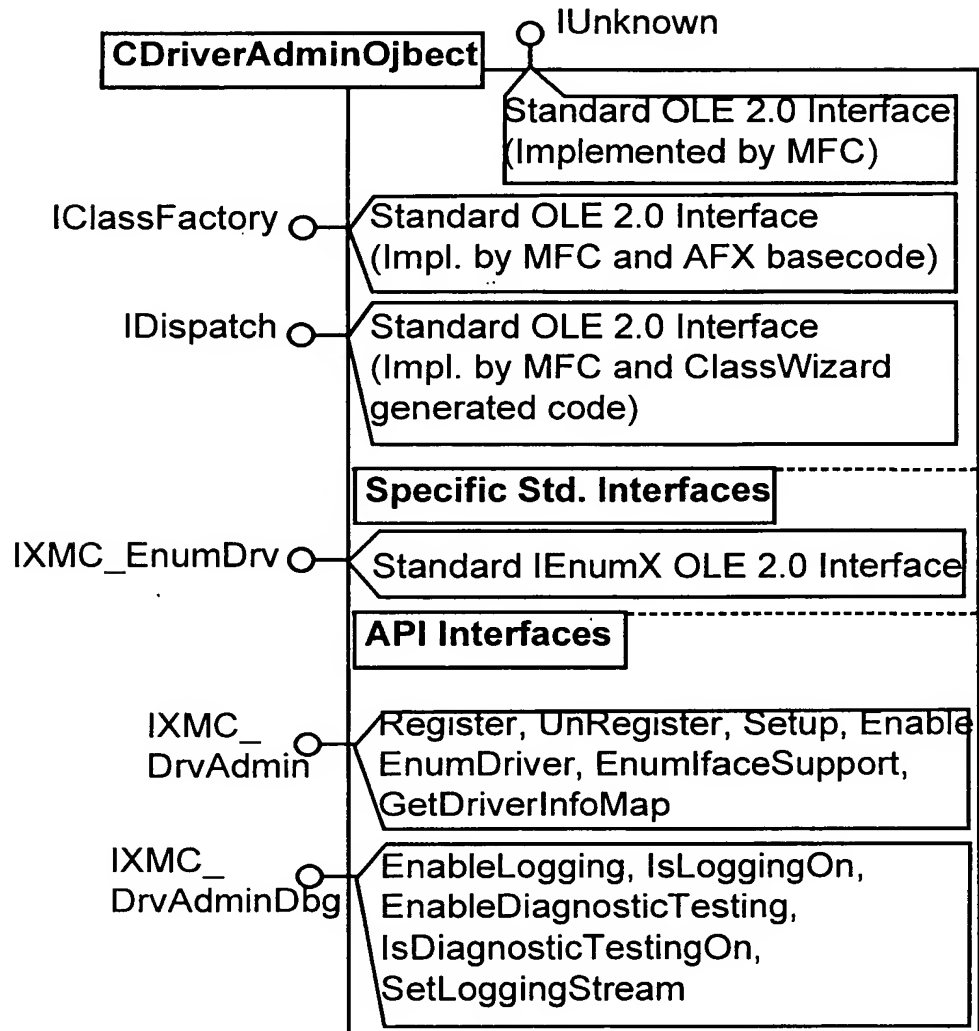 IUnknown
CDriverAdminOjbect
Standard OLE 2.0 Interface
(Implemented by MFC)
IClassFactory
Standard OLE 2.0 Interface
(Impl. by MFC and AFX basecode)
IDispatch
Standard OLE 2.0 Interface
(Impl. by MFC and ClassWizard
generated code)
Specific Std. Interfaces
IXMC_EnumDrv
Standard IEnumX OLE 2.0 Interface
API Interfaces
IXMC_
DrvAdmin
Register, UnRegister, Setup, Enable
EnumDriver, EnumIfaceSupport,
GetDriverInfoMap
IXMC_
DrvAdminDbg
EnableLogging, IsLoggingOn,
EnableDiagnosticTesting,
IsDiagnosticTestingOn,
SetLoggingStream